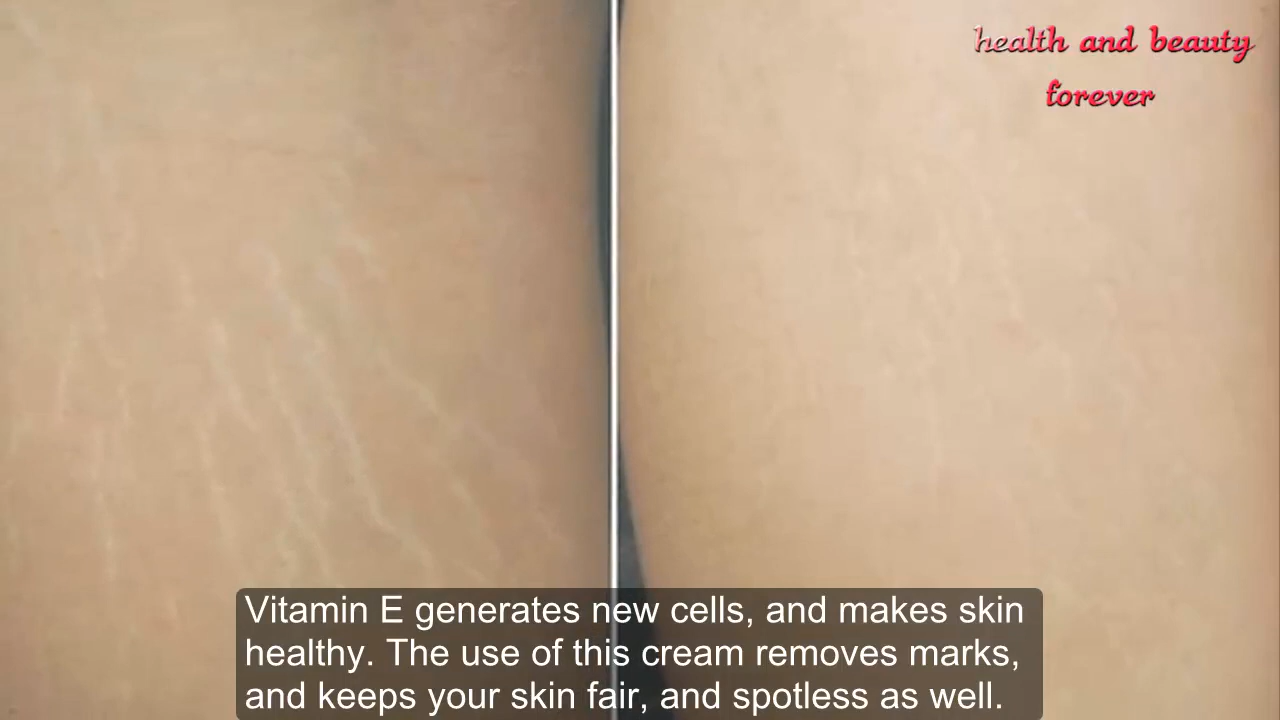 health and beauty
forever
Vitamin E generates new cells, and makes skin
healthy. The use of this cream removes marks,
and keeps your skin fair, and spotless as well.